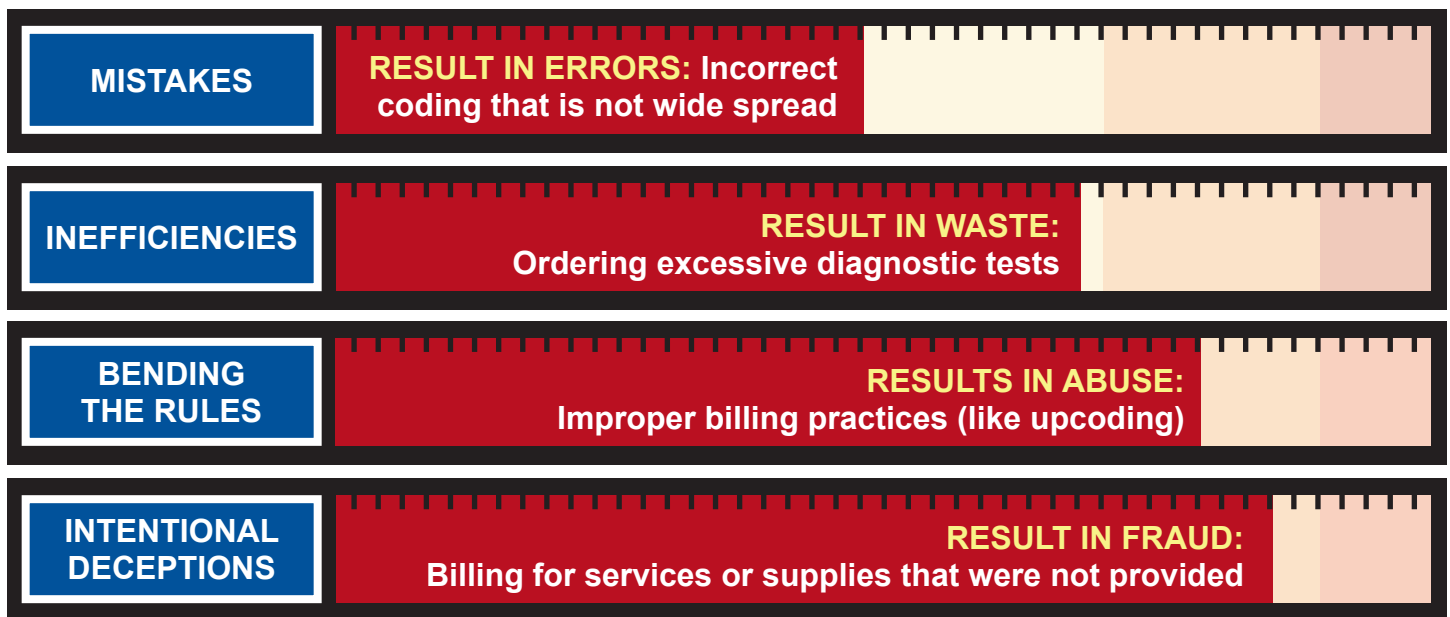 MISTAKES
RESULT IN ERRORS: Incorrect
coding that is not wide spread
INEFFICIENCIES
RESULT IN WASTE:
Ordering excessive diagnostic tests
BENDING
THE RULES
RESULTS IN ABUSE:
Improper billing practices (like upcoding)
INTENTIONAL
DECEPTIONS
RESULT IN FRAUD:
Billing for services or supplies that were not provided